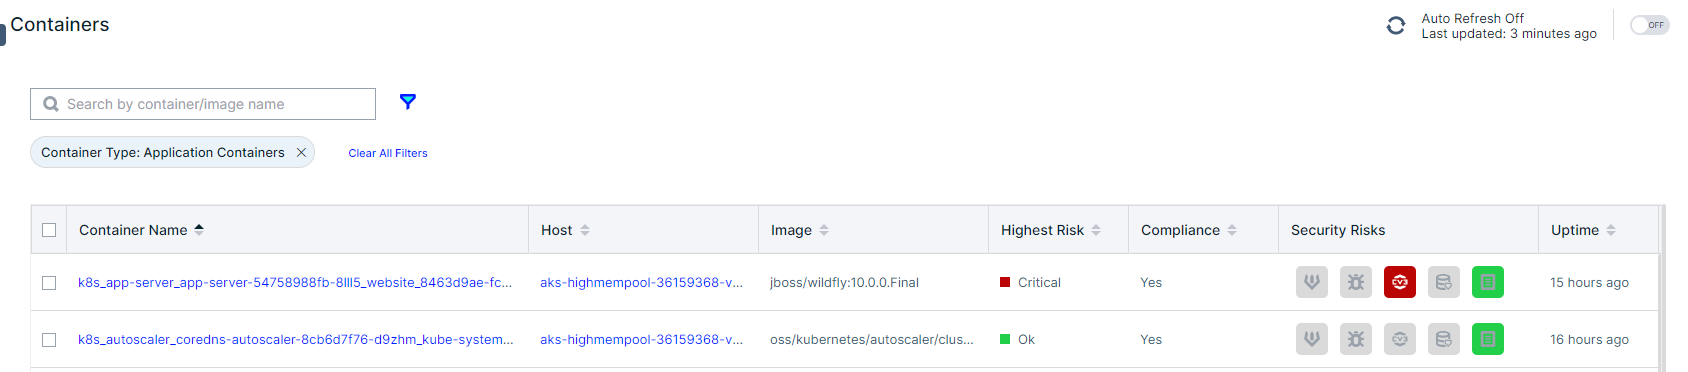 Containers
Auto Refresh Off
Last updated: 3 minutes ago
OFF
Search by container/image name
Container Type: Application Containers
Clear All Filters
Container Name Host Image Highest Risk Compliance Security Risks Uptime
k8s_app-server_app-server-54758988fb-8lll5_website_8463d9ae-fc... aks-highmempool-36159368-v... jboss/wildfly:10.0.0.Final Critical Yes CVE 15 hours ago
k8s_autoscaler_coredns-autoscaler-8cb6d7f76-d9zhm_kube-system... aks-highmempool-36159368-v... oss/kubernetes/autoscaler/clus... Ok Yes CVE 16 hours ago